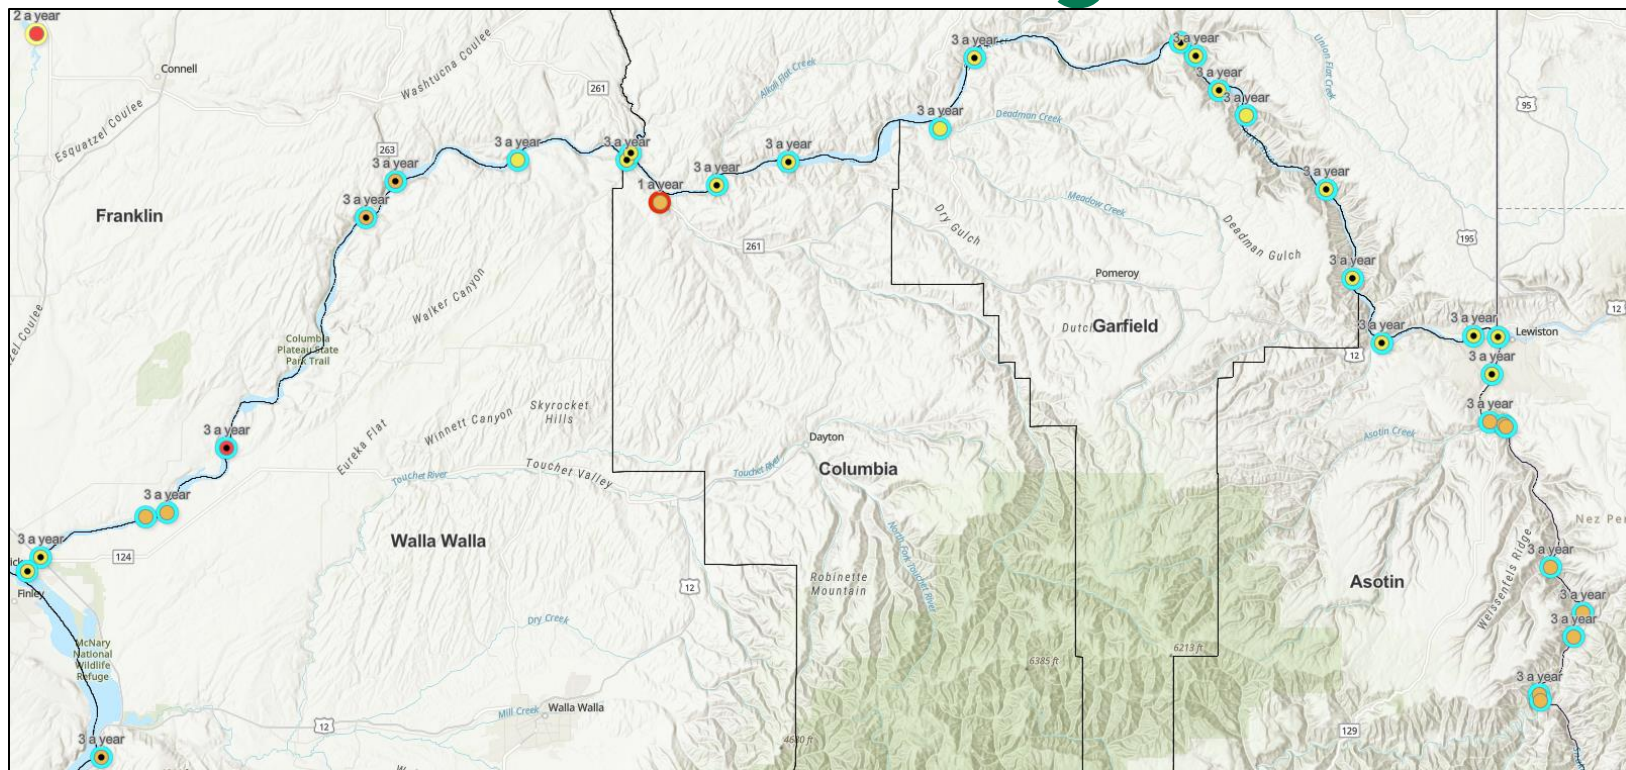 2 a year
Connell
Washtucna Coulee
Esquatzel Coulee
261
263
Alkali Flat Creek
3 a year
3 a year
Union Flat Creek
95
3 a year
3 a year
3 a year
Deadman Creek
3 a year
3 a year
3 a year
3 a year
3 a year
3 a year
1 a year
3 a year
3 a year
Franklin
Meadow Creek
Dry Gulch
Deadman Gulch
195
261
3 a year
Pomeroy
Walker Canyon
Garfield
12
3 a year
3 a year
Lewiston
Columbia
Plateau State
Park Trail
12
3 a year
Skyrocket
Hills
3 a year
Winnett Canyon
Eureka Flat
3 a year
Dayton
Asotin Creek
Touchet River
Touchet Valley
Touchet River
Columbia
3 a year
Nez Per
3 a year
124
Walla Walla
North Fork Touchet River
Weissenfels Ridge
3 a year
Asotin
Robinette
Mountain
12
Finley
3 a year
3 a year
Dry Creek
McNary
National
Wildlife
Refuge
6213 ft
6385 ft
3 a year
Mill Creek
Walla Walla
12
129
3 a year
4680 ft